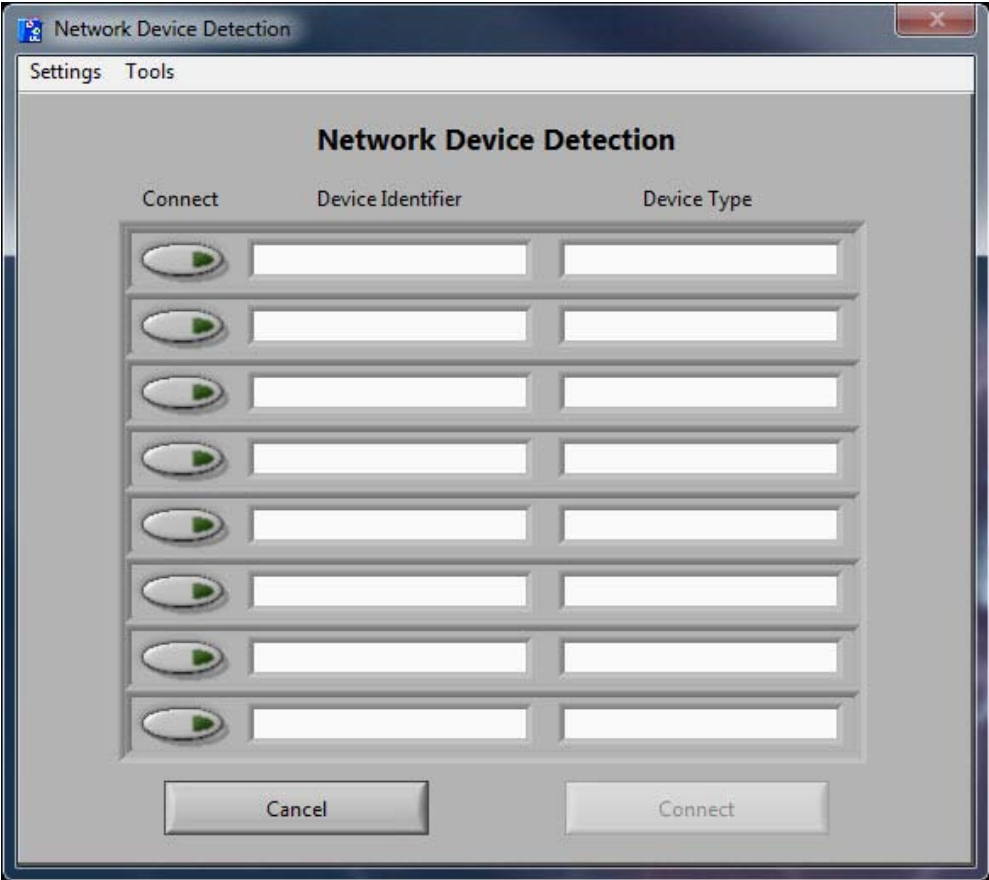 Network Device Detection
Settings Tools
Network Device Detection
Connect Device Identifier Device Type
Cancel Connect